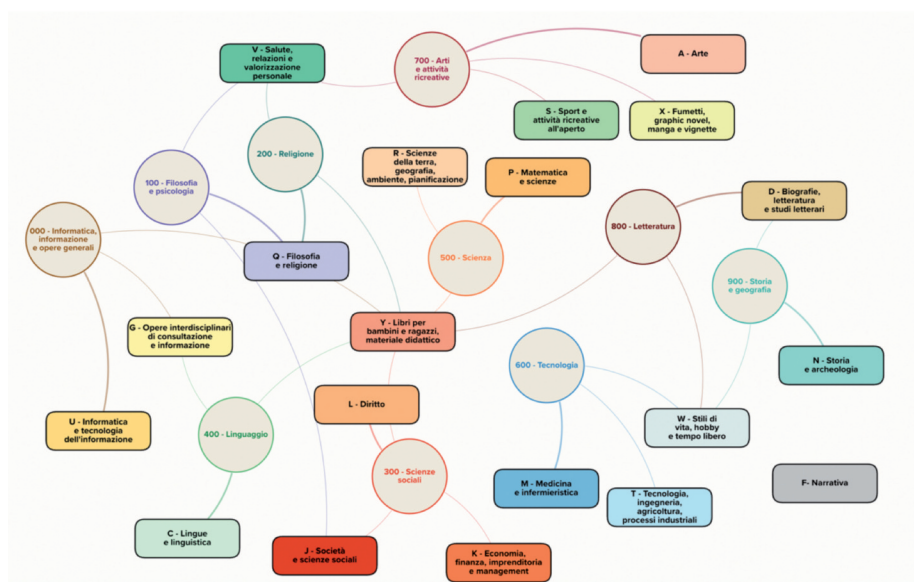 V - Salute,
relazioni e
valorizzazione
personale
700 - Arti
e attività
ricreative
A - Arte
S - Sport e
attività ricreative
all'aperto
X - Fumetti,
graphic novel,
manga e vignette
200 - Religione
R - Scienze
della terra,
geografia,
ambiente, pianificazione
P - Matematica
e scienze
100 - Filosofia
e psicologia
D - Biografie,
letteratura
e studi letterari
000 - Informatica,
informazione
e opere generali
800 - Letteratura
Q - Filosofia
e religione
500 - Scienza
900 - Storia
e geografia
G - Opere interdisciplinari
di consultazione
e informazione
Y - Libri per
bambini e ragazzi,
materiale didattico
600 - Tecnologia
N - Storia
e archeologia
L - Diritto
U - Informatica
e tecnologia
dell'informazione
400 - Linguaggio
W - Stili di
vita, hobby
e tempo libero
300 - Scienze
sociali
M - Medicina
e infermieristica
F- Narrativa
T - Tecnologia,
ingegneria,
agricoltura,
processi industriali
C - Lingue
e linguistica
J - Società
e scienze sociali
K - Economia,
finanza, imprenditoria
e management